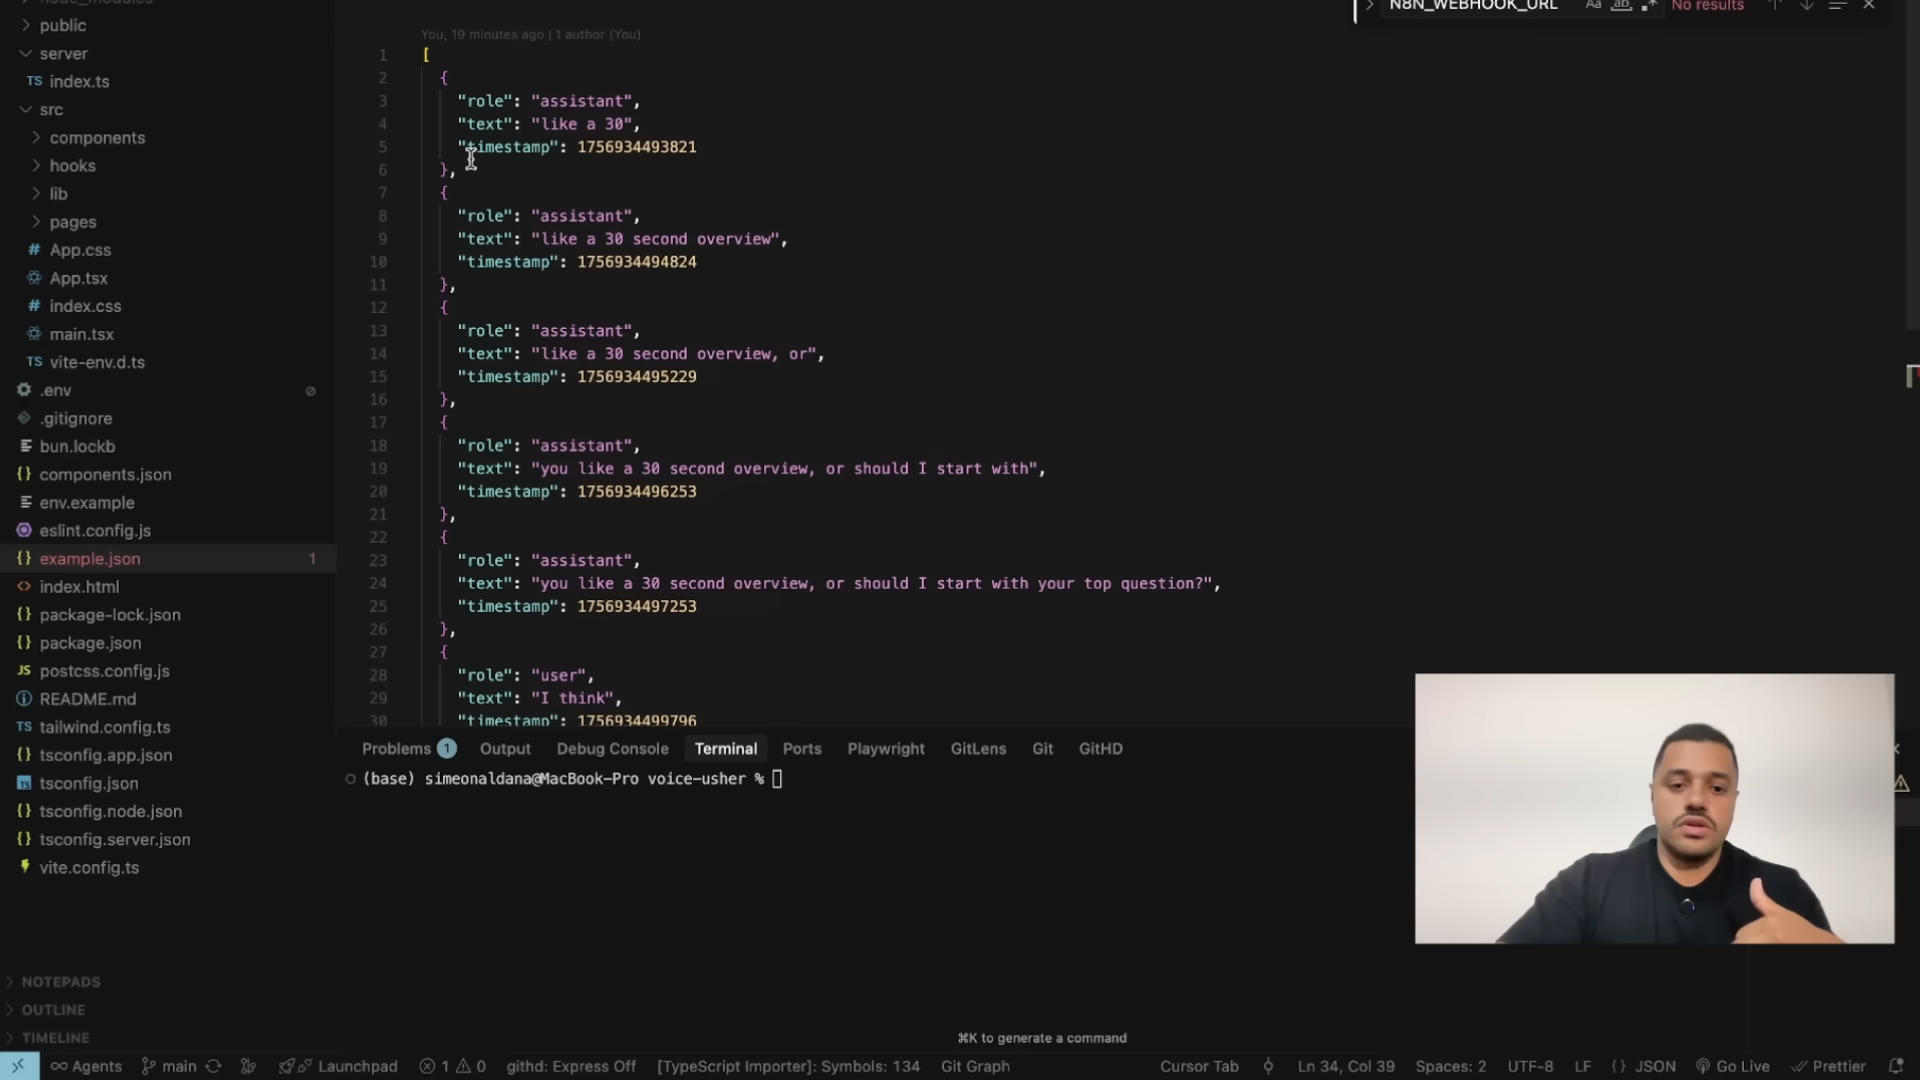 node_modules
public
server
TS index.ts
src
components
hooks
lib
pages
# App.css
App.tsx
# index.css
main.tsx
TS vite-env.d.ts
.env
.gitignore
bun.lockb
{} components.json
env.example
eslint.config.js
{} example.json 1
<> index.html
{} package-lock.json
{} package.json
JS postcss.config.js
README.md
TS tailwind.config.ts
{} tsconfig.app.json
TS tsconfig.json
{} tsconfig.node.json
{} tsconfig.server.json
vite.config.ts
NOTEPADS
OUTLINE
TIMELINE
N8N_WEBHOOK_URL Aa ab .* No results
You, 19 minutes ago | 1 author (You)
1 [
2 {
3 "role": "assistant",
4 "text": "like a 30",
5 "timestamp": 1756934493821
6 },
7 {
8 "role": "assistant",
9 "text": "like a 30 second overview",
10 "timestamp": 1756934494824
11 },
12 {
13 "role": "assistant",
14 "text": "like a 30 second overview, or",
15 "timestamp": 1756934495229
16 },
17 {
18 "role": "assistant",
19 "text": "you like a 30 second overview, or should I start with",
20 "timestamp": 1756934496253
21 },
22 {
23 "role": "assistant",
24 "text": "you like a 30 second overview, or should I start with your top question?",
25 "timestamp": 1756934497253
26 },
27 {
28 "role": "user",
29 "text": "I think",
30 "timestamp": 1756934499796
Problems 1 Output Debug Console Terminal Ports Playwright GitLens Git GitHD
(base) simeonaldana@MacBook-Pro voice-usher %
⌘K to generate a command
Agents main Launchpad 1 0 githd: Express Off [TypeScript Importer]: Symbols: 134 Git Graph Cursor Tab Ln 34, Col 39 Spaces: 2 UTF-8 LF {} JSON Go Live Prettier